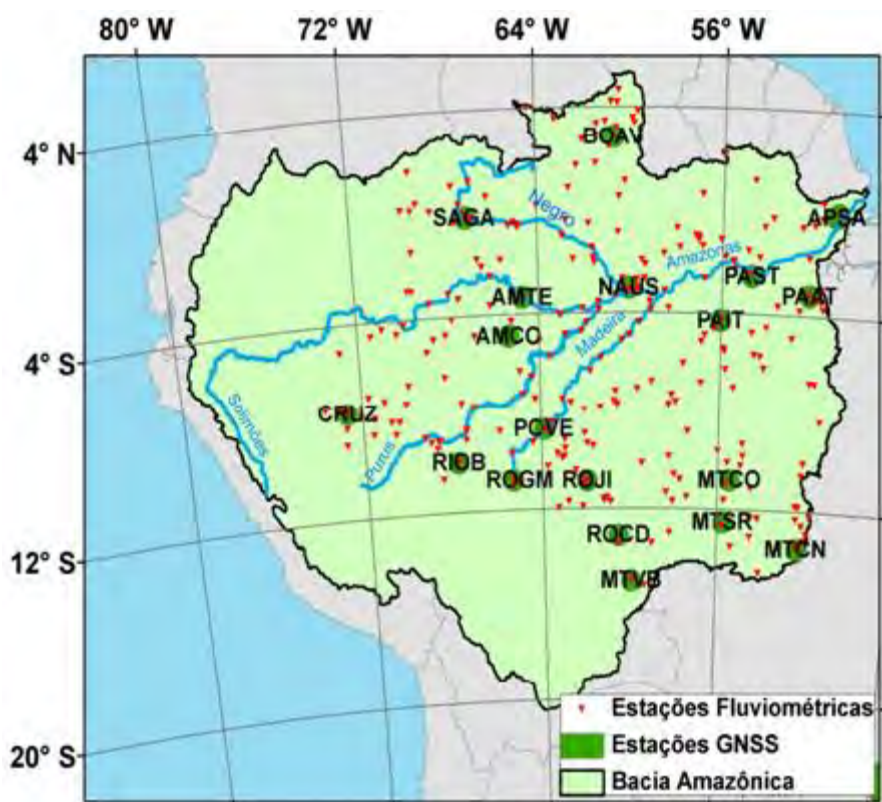 80° W 72° W 64° W 56° W
4° N
4° S
12° S
20° S
BOAV
SAGA
Negro
APSA
Amazonas
NAUS
PAST
AMTE
PAAT
Madeira
PAIT
AMCO
Solimões
CRUZ
POVE
Purus
RIOB
ROGM
ROJI
MTCO
MTSR
ROCD
MTCN
MTVB
Estações Fluviométricas
Estações GNSS
Bacia Amazônica